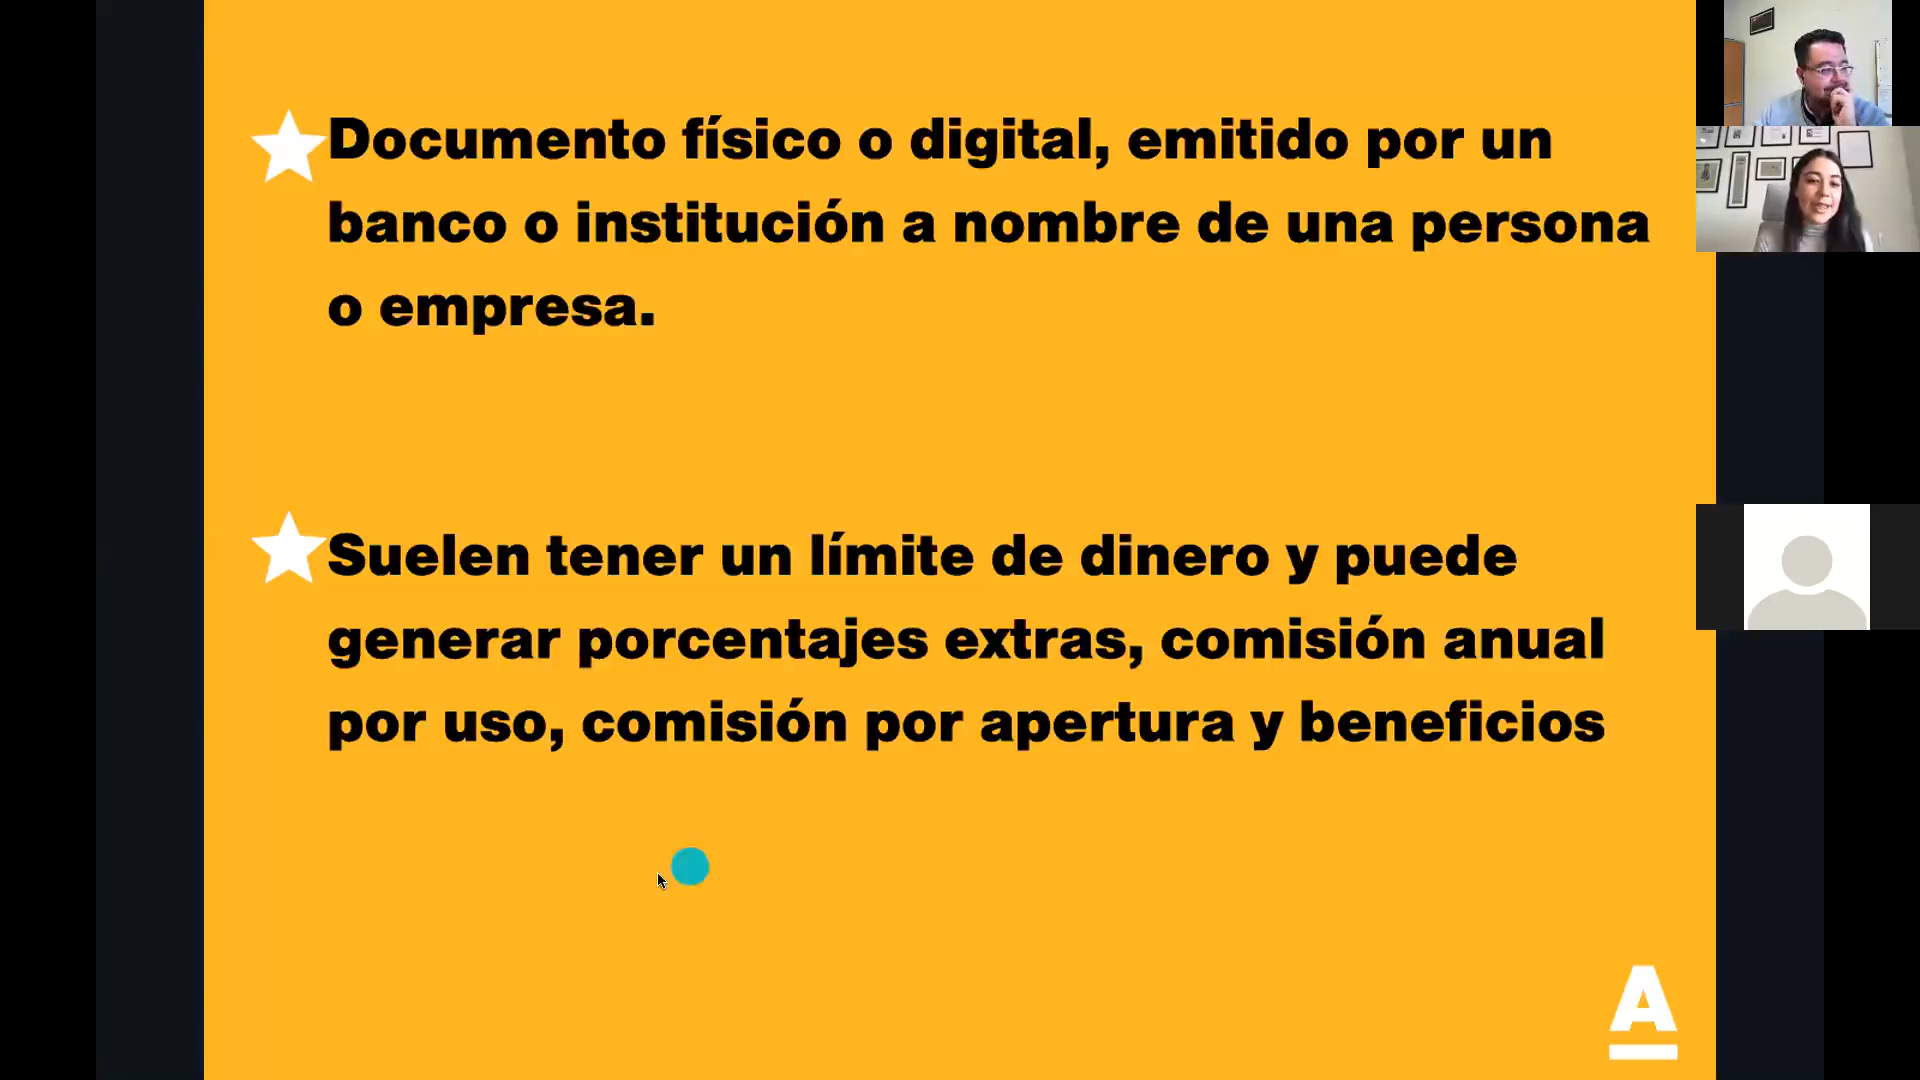 Documento físico o digital, emitido por un
banco o institución a nombre de una persona
o empresa.
Suelen tener un límite de dinero y puede
generar porcentajes extras, comisión anual
por uso, comisión por apertura y beneficios
A